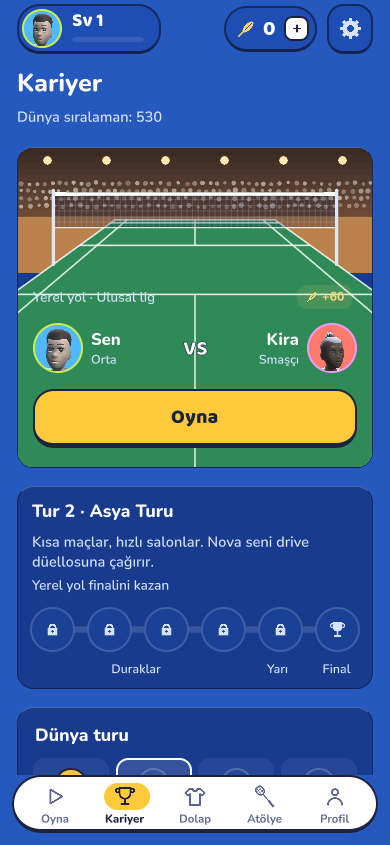 Sv 1
0
+
Kariyer
Dünya sıralaman: 530
Yerel yol · Ulusal lig
+60
Sen
Orta
VS
Kira
Smaşçı
Oyna
Tur 2 · Asya Turu
Kısa maçlar, hızlı salonlar. Nova seni drive
düellosuna çağırır.
Yerel yol finalini kazan
Duraklar
Yarı
Final
Dünya turu
Oyna
Kariyer
Dolap
Atölye
Profil